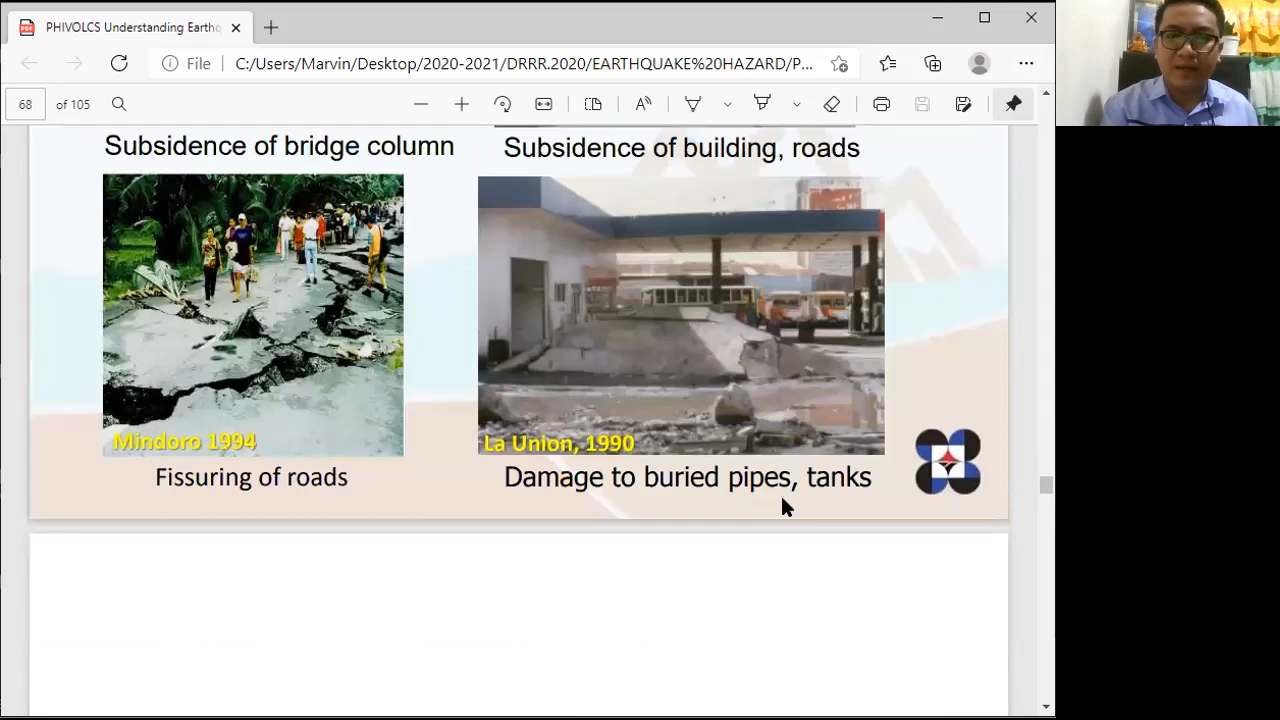 PHIVOLCS Understanding Earthq
File C:/Users/Marvin/Desktop/2020-2021/DRRR.2020/EARTHQUAKE%20HAZARD/P...
68 of 105
Subsidence of bridge column
Subsidence of building, roads
Mindoro 1994
La Union, 1990
Fissuring of roads
Damage to buried pipes, tanks